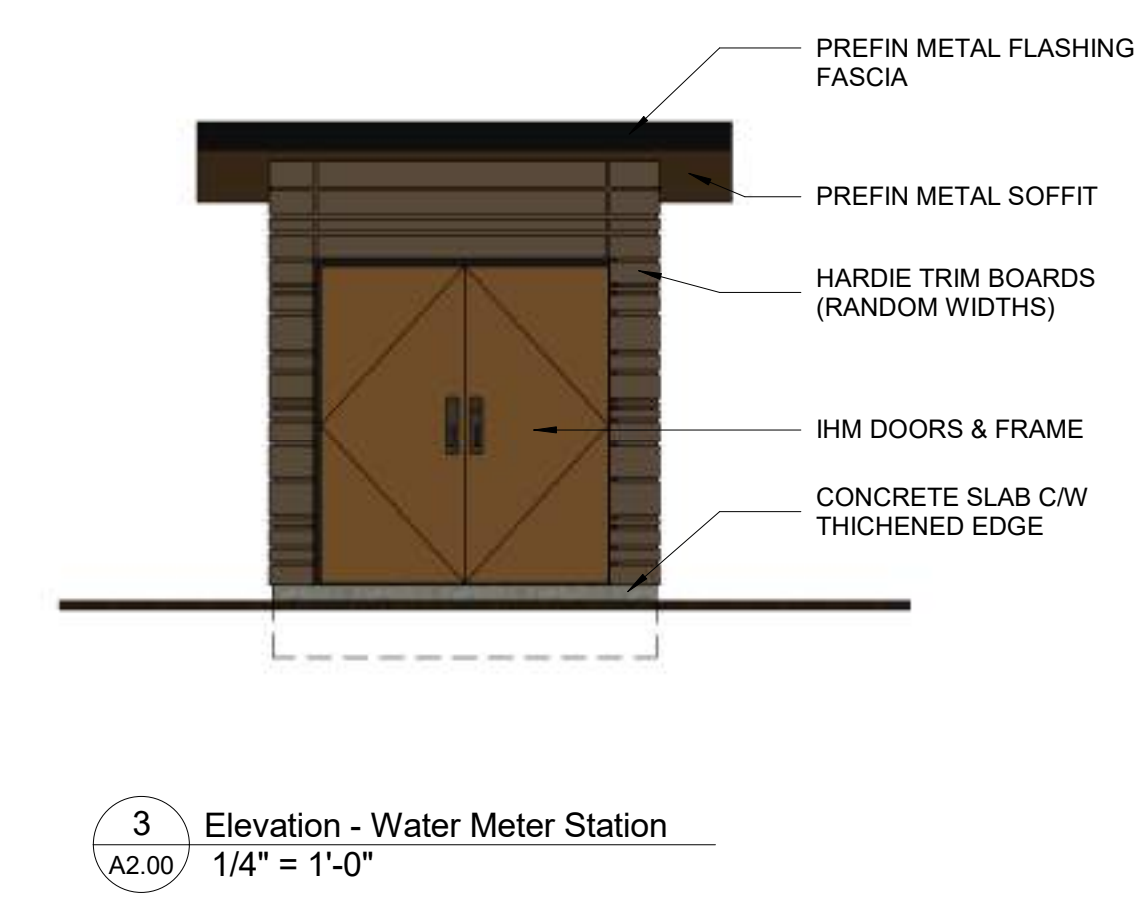 PREFIN METAL FLASHING
FASCIA
PREFIN METAL SOFFIT
HARDIE TRIM BOARDS
(RANDOM WIDTHS)
IHM DOORS & FRAME
CONCRETE SLAB C/W
THICHENED EDGE
3
Elevation - Water Meter Station
A2.00
1/4" = 1'-0"